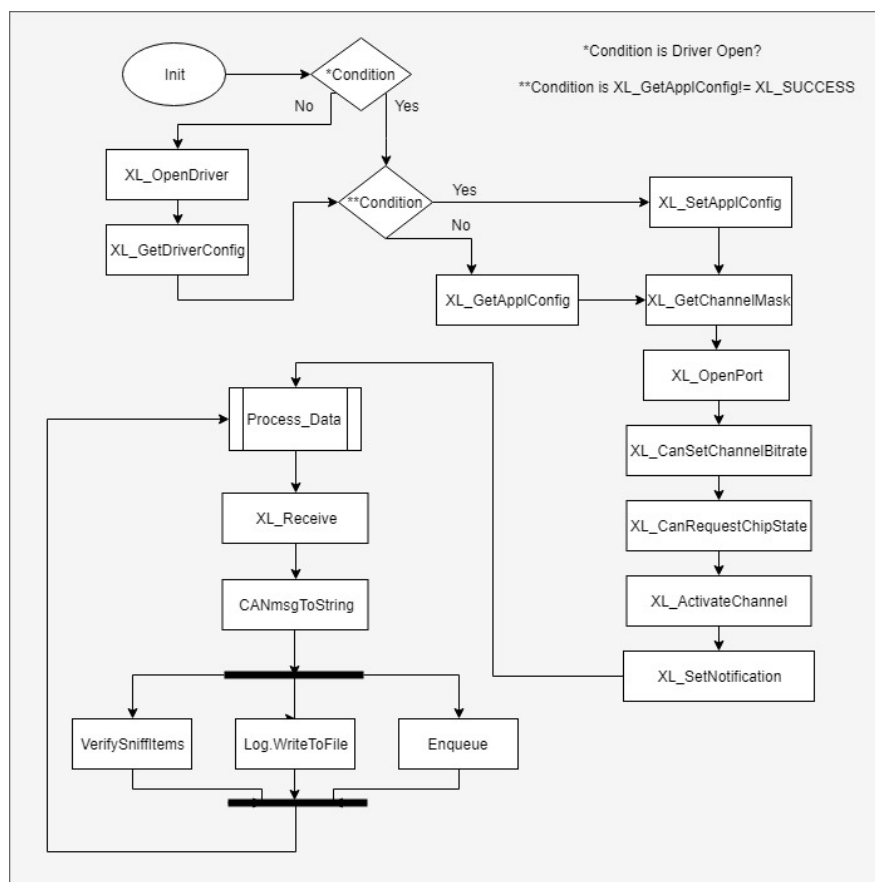 *Condition is Driver Open?
Init
*Condition
**Condition is XL_GetApplConfig!= XL_SUCCESS
No
Yes
XL_OpenDriver
**Condition
Yes
XL_SetApplConfig
No
XL_GetDriverConfig
XL_GetApplConfig
XL_GetChannelMask
XL_OpenPort
Process_Data
XL_CanSetChannelBitrate
XL_Receive
XL_CanRequestChipState
CANmsgToString
XL_ActivateChannel
XL_SetNotification
VerifySniffItems
Log.WriteToFile
Enqueue